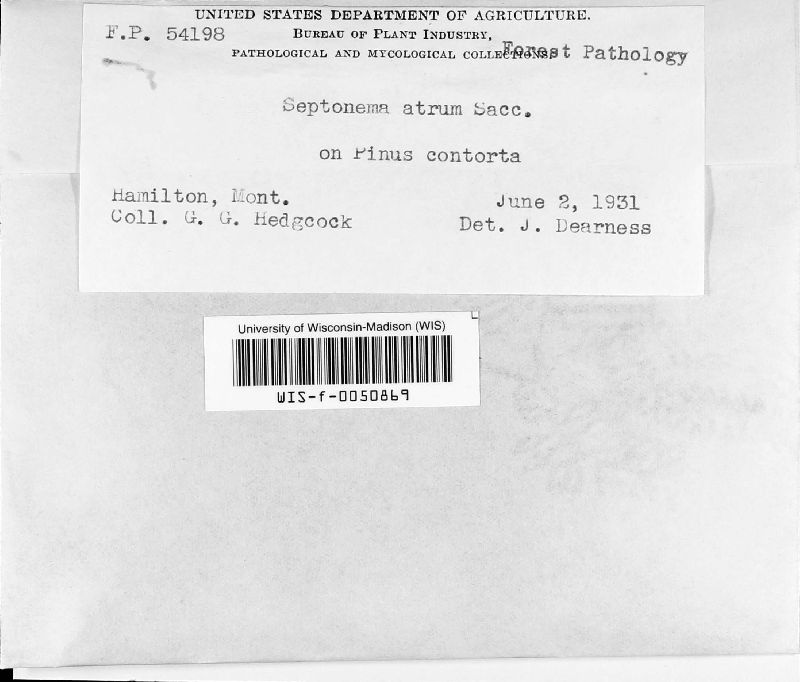 UNITED STATES DEPARTMENT OF AGRICULTURE.
F.P. 54198 BUREAU OF PLANT INDUSTRY,
PATHOLOGICAL AND MYCOLOGICAL COLLECTIONS. Forest Pathology
Septonema atrum Sacc.
on Pinus contorta
Hamilton, Mont. June 2, 1931
Coll. G. G. Hedgcock Det. J. Dearness
University of Wisconsin-Madison (WIS)
WIS-f-0050869